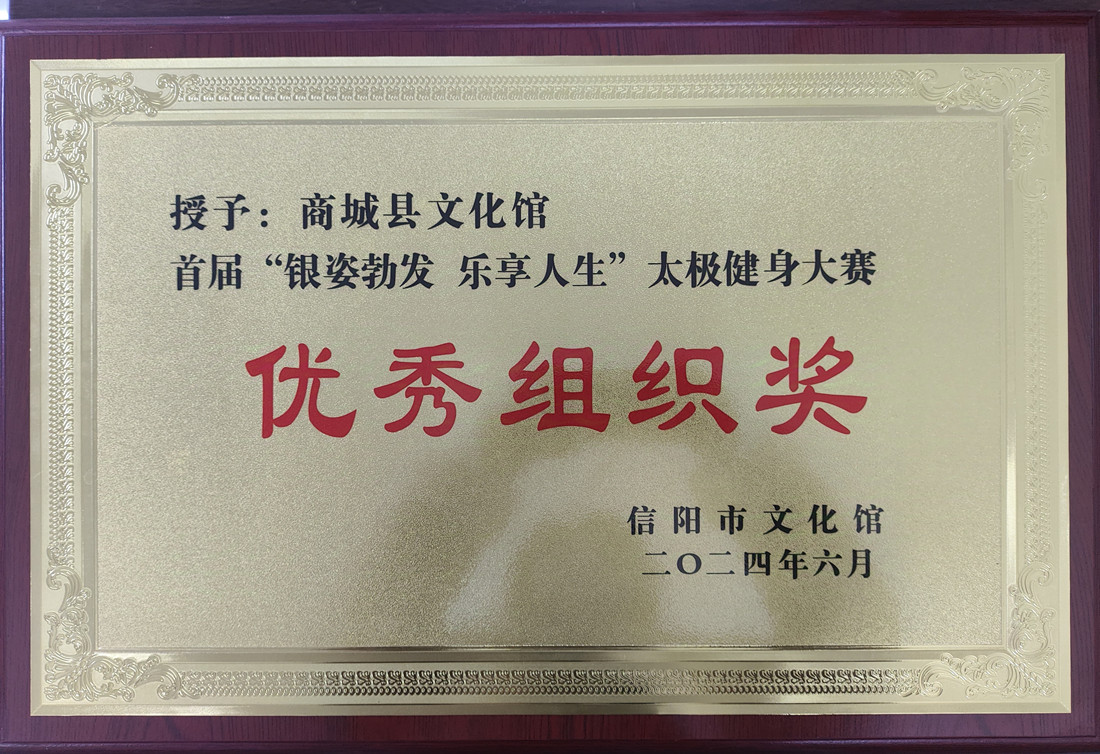 授予：商城县文化馆
首届“银姿勃发 乐享人生”太极健身大赛
优秀组织奖
信阳市文化馆
二〇二四年六月